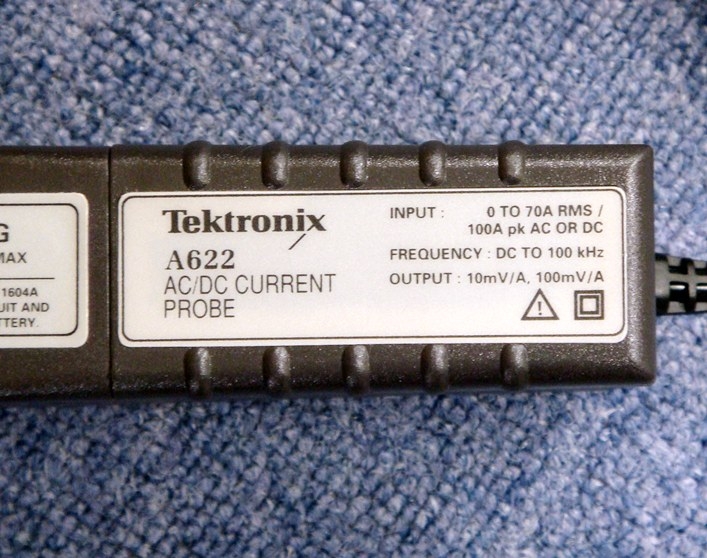 G
MAX
1604A
UIT AND
TTERY.
Tektronix
A622
AC/DC CURRENT
PROBE
INPUT : 0 TO 70A RMS /
100A pk AC OR DC
FREQUENCY : DC TO 100 kHz
OUTPUT : 10mV/A, 100mV/A